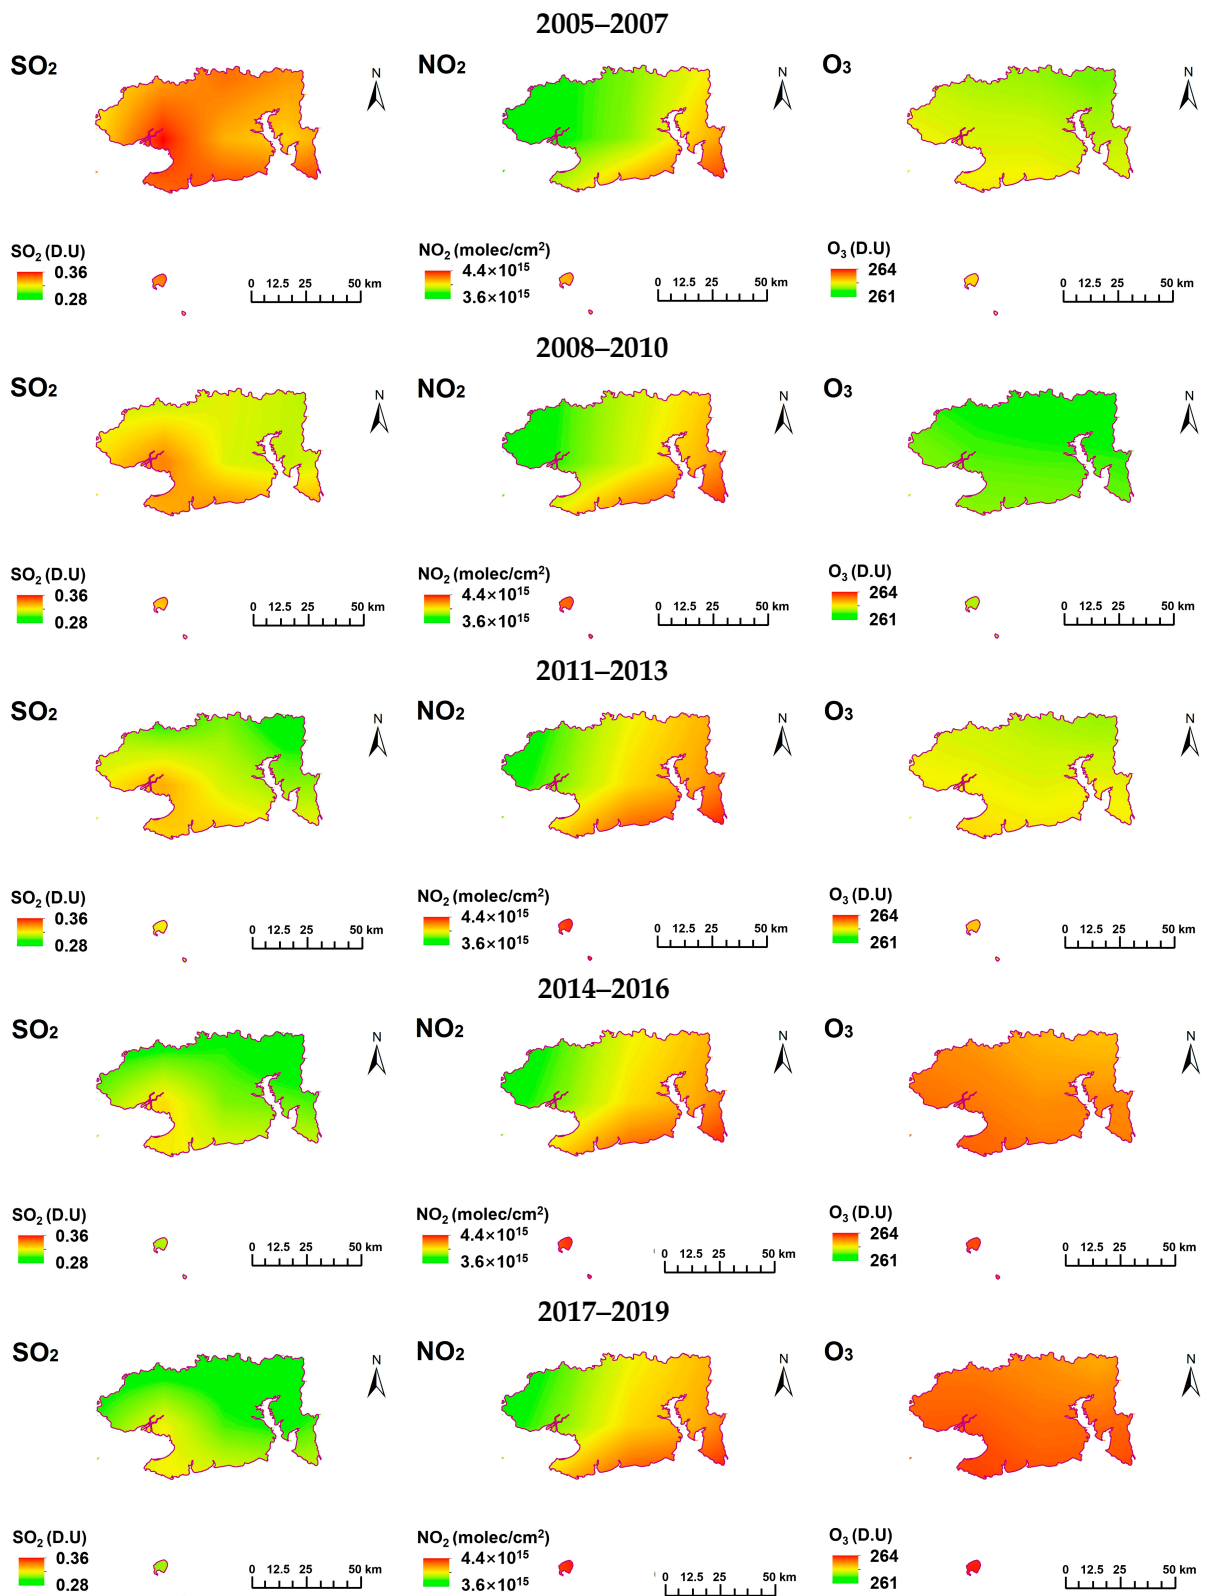 2005–2007
SO₂ N NO₂ N O₃ N
SO₂ (D.U) NO₂ (molec/cm²) O₃ (D.U)
0.36 4.4×10¹⁵ 264
0 12.5 25 50 km 0 12.5 25 50 km 0 12.5 25 50 km
0.28 3.6×10¹⁵ 261
2008–2010
SO₂ N NO₂ N O₃ N
SO₂ (D.U) NO₂ (molec/cm²) O₃ (D.U)
0.36 4.4×10¹⁵ 264
0 12.5 25 50 km 0 12.5 25 50 km 0 12.5 25 50 km
0.28 3.6×10¹⁵ 261
2011–2013
SO₂ N NO₂ N O₃ N
SO₂ (D.U) NO₂ (molec/cm²) O₃ (D.U)
0.36 4.4×10¹⁵ 264
0 12.5 25 50 km 0 12.5 25 50 km 0 12.5 25 50 km
0.28 3.6×10¹⁵ 261
2014–2016
SO₂ N NO₂ N O₃ N
SO₂ (D.U) NO₂ (molec/cm²) O₃ (D.U)
0.36 4.4×10¹⁵ 264
0 12.5 25 50 km 0 12.5 25 50 km 0 12.5 25 50 km
0.28 3.6×10¹⁵ 261
2017–2019
SO₂ N NO₂ N O₃ N
SO₂ (D.U) NO₂ (molec/cm²) O₃ (D.U)
0.36 4.4×10¹⁵ 264
0 12.5 25 50 km 0 12.5 25 50 km 0 12.5 25 50 km
0.28 3.6×10¹⁵ 261